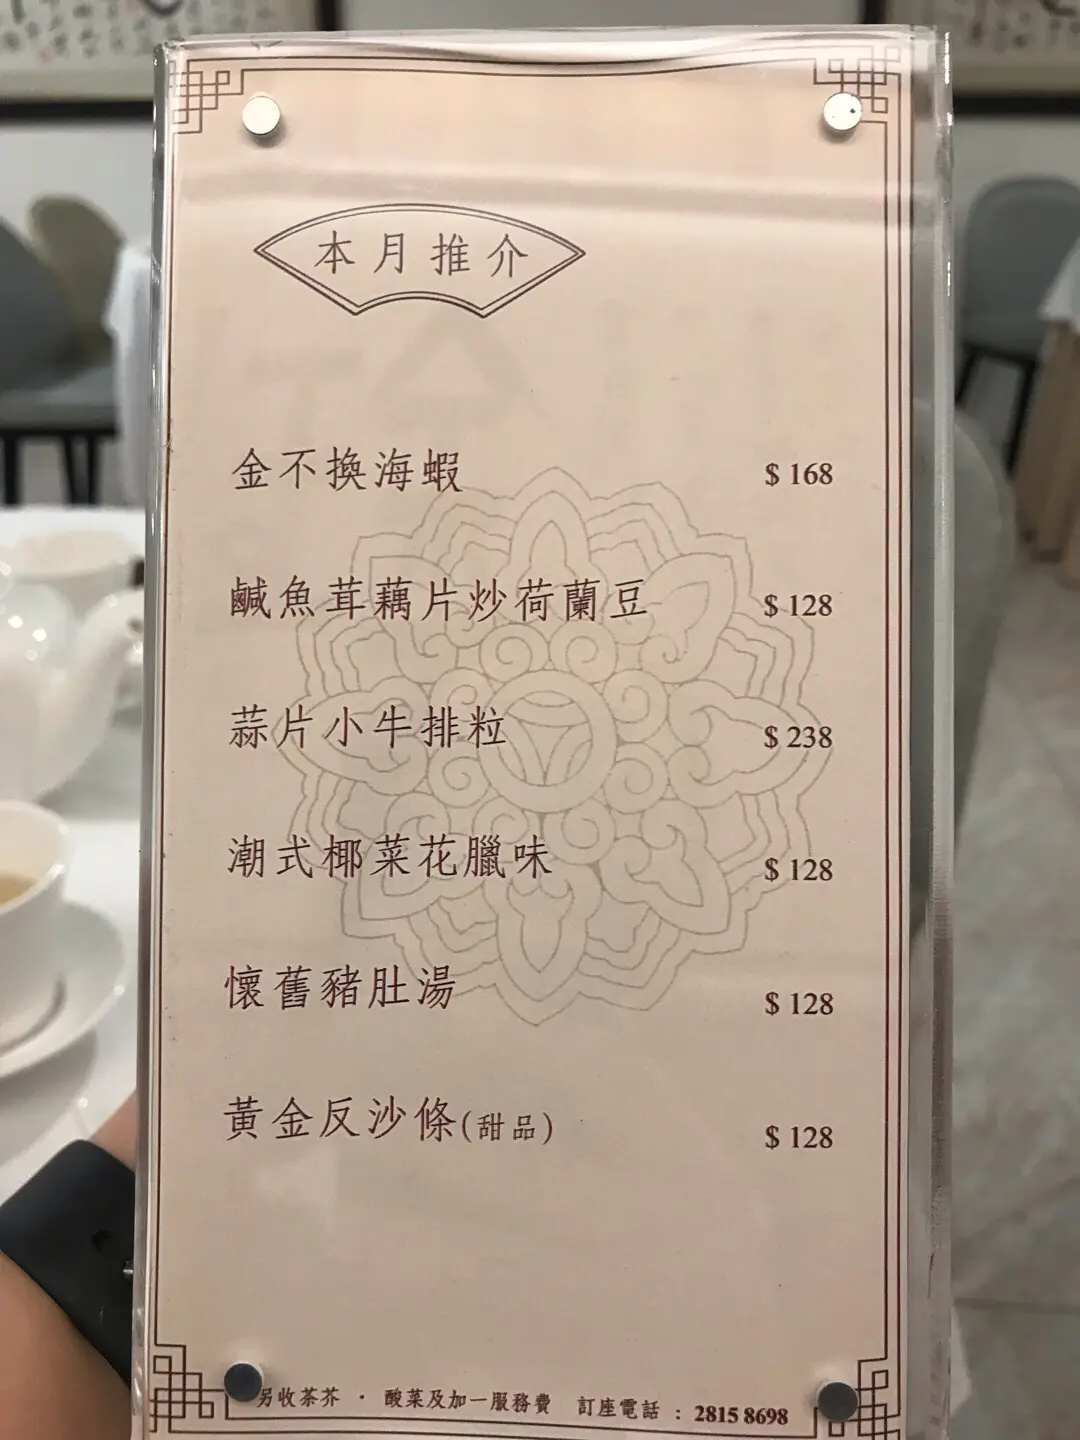 本月推介
金不換海蝦 $ 168
鹹魚茸藕片炒荷蘭豆 $ 128
蒜片小牛排粒 $ 238
潮式椰菜花臘味 $ 128
懷舊豬肚湯 $ 128
黃金反沙條(甜品) $ 128
另收茶芥 · 酸菜及加一服務費 訂座電話 : 2815 8698